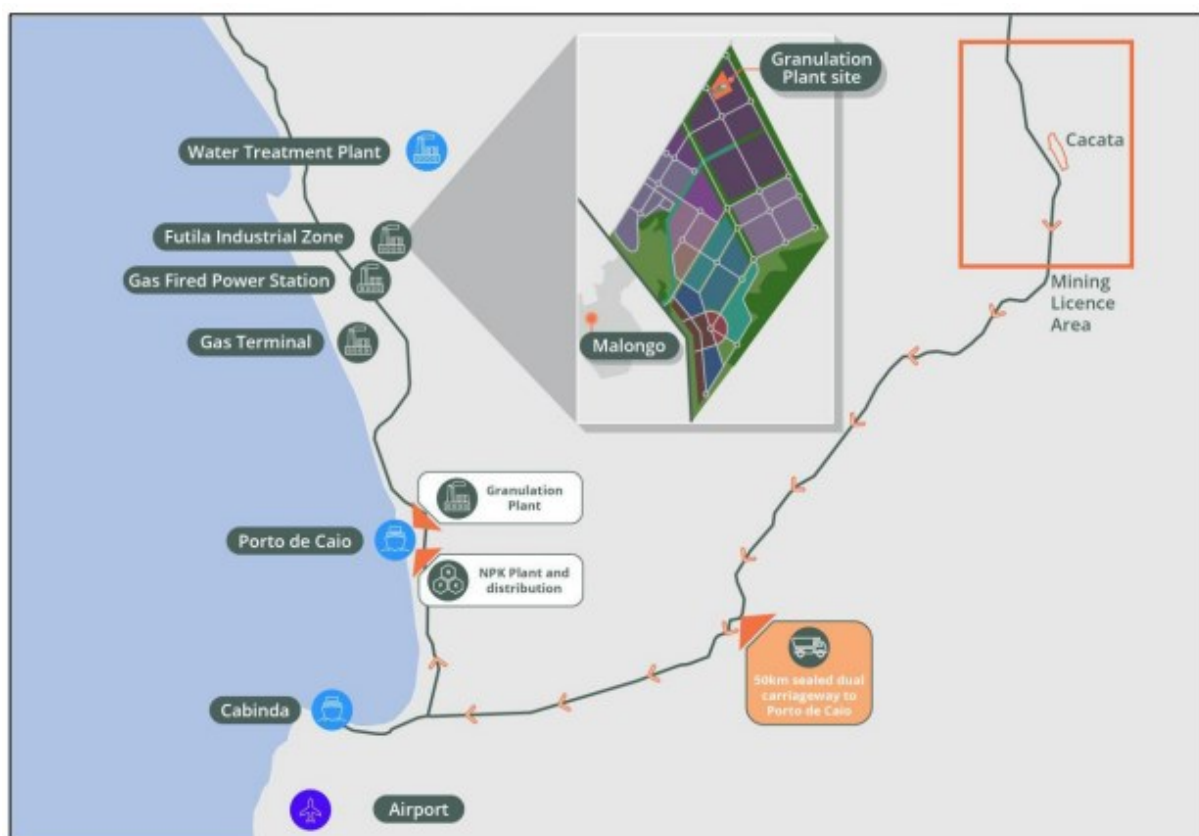 Granulation
Plant site
Cacata
Water Treatment Plant
Futila Industrial Zone
Gas Fired Power Station
Mining
Licence
Area
Gas Terminal
Malongo
Granulation
Plant
Porto de Caio
NPK Plant and
distribution
50km sealed dual
carriageway to
Porto de Caio
Cabinda
Airport